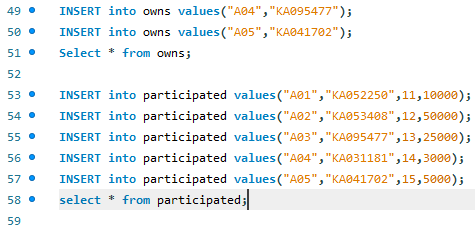 49 INSERT into owns values("A04","KA095477");
50 INSERT into owns values("A05","KA041702");
51 Select * from owns;
52
53 INSERT into participated values("A01","KA052250",11,10000);
54 INSERT into participated values("A02","KA053408",12,50000);
55 INSERT into participated values("A03","KA095477",13,25000);
56 INSERT into participated values("A04","KA031181",14,3000);
57 INSERT into participated values("A05","KA041702",15,5000);
58 select * from participated;
59